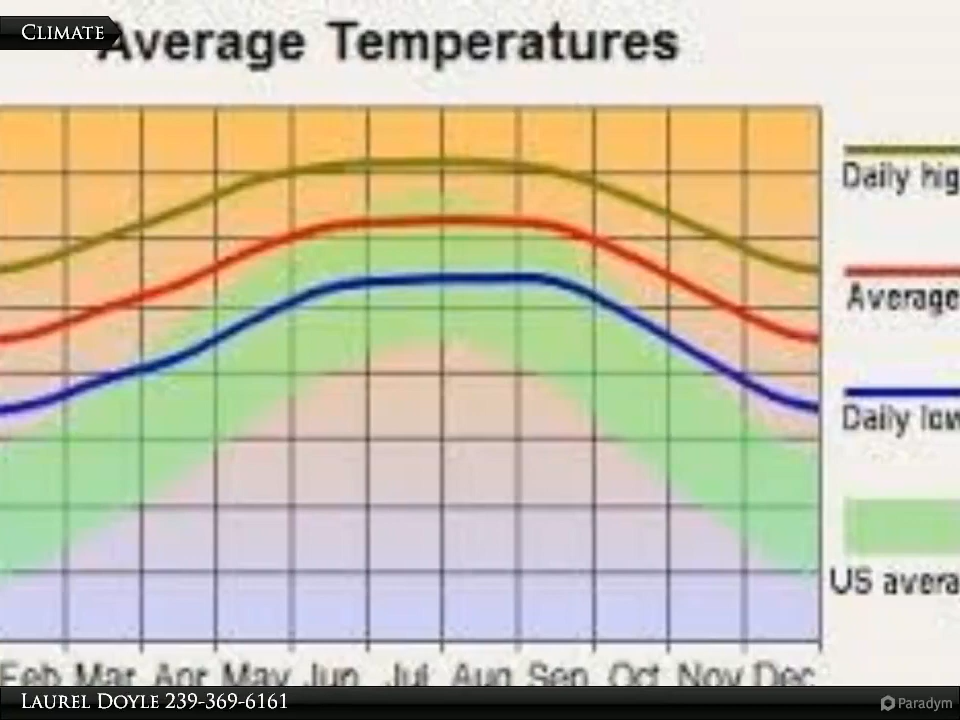 CLIMATE
Average Temperatures
Daily hig
Average
Daily low
US avera
Feb Mar Apr May Jun Jul Aug Sep Oct Nov Dec
LAUREL DOYLE 239-369-6161
Paradym